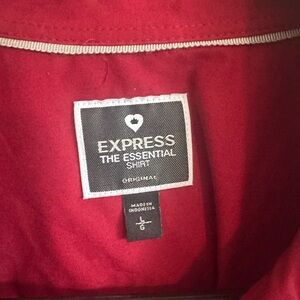 EXPRESS
THE ESSENTIAL
SHIRT
ORIGINAL
MADE IN
INDONESIA
L
G